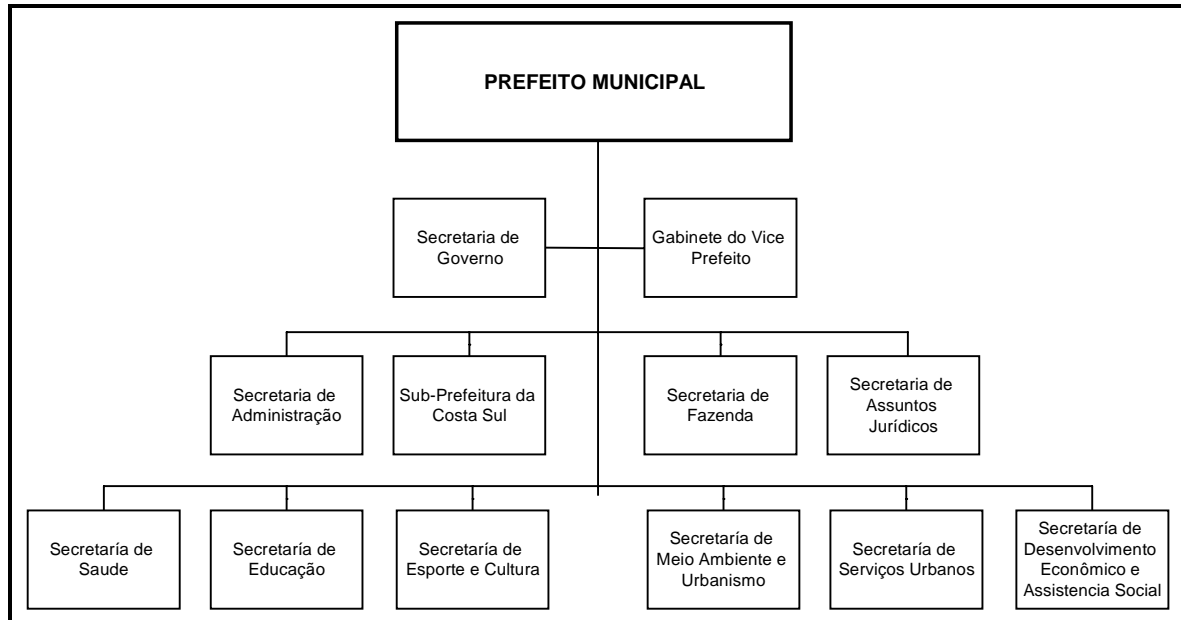 PREFEITO MUNICIPAL
Secretaria de
Governo
Gabinete do Vice
Prefeito
Secretaria de
Administração
Sub-Prefeitura da
Costa Sul
Secretaria de
Fazenda
Secretaria de
Assuntos
Jurídicos
Secretaría de
Saude
Secretaría de
Educação
Secretaría de
Esporte e Cultura
Secretaría de
Meio Ambiente e
Urbanismo
Secretaría de
Serviços Urbanos
Secretaría de
Desenvolvimento
Econômico e
Assistencia Social